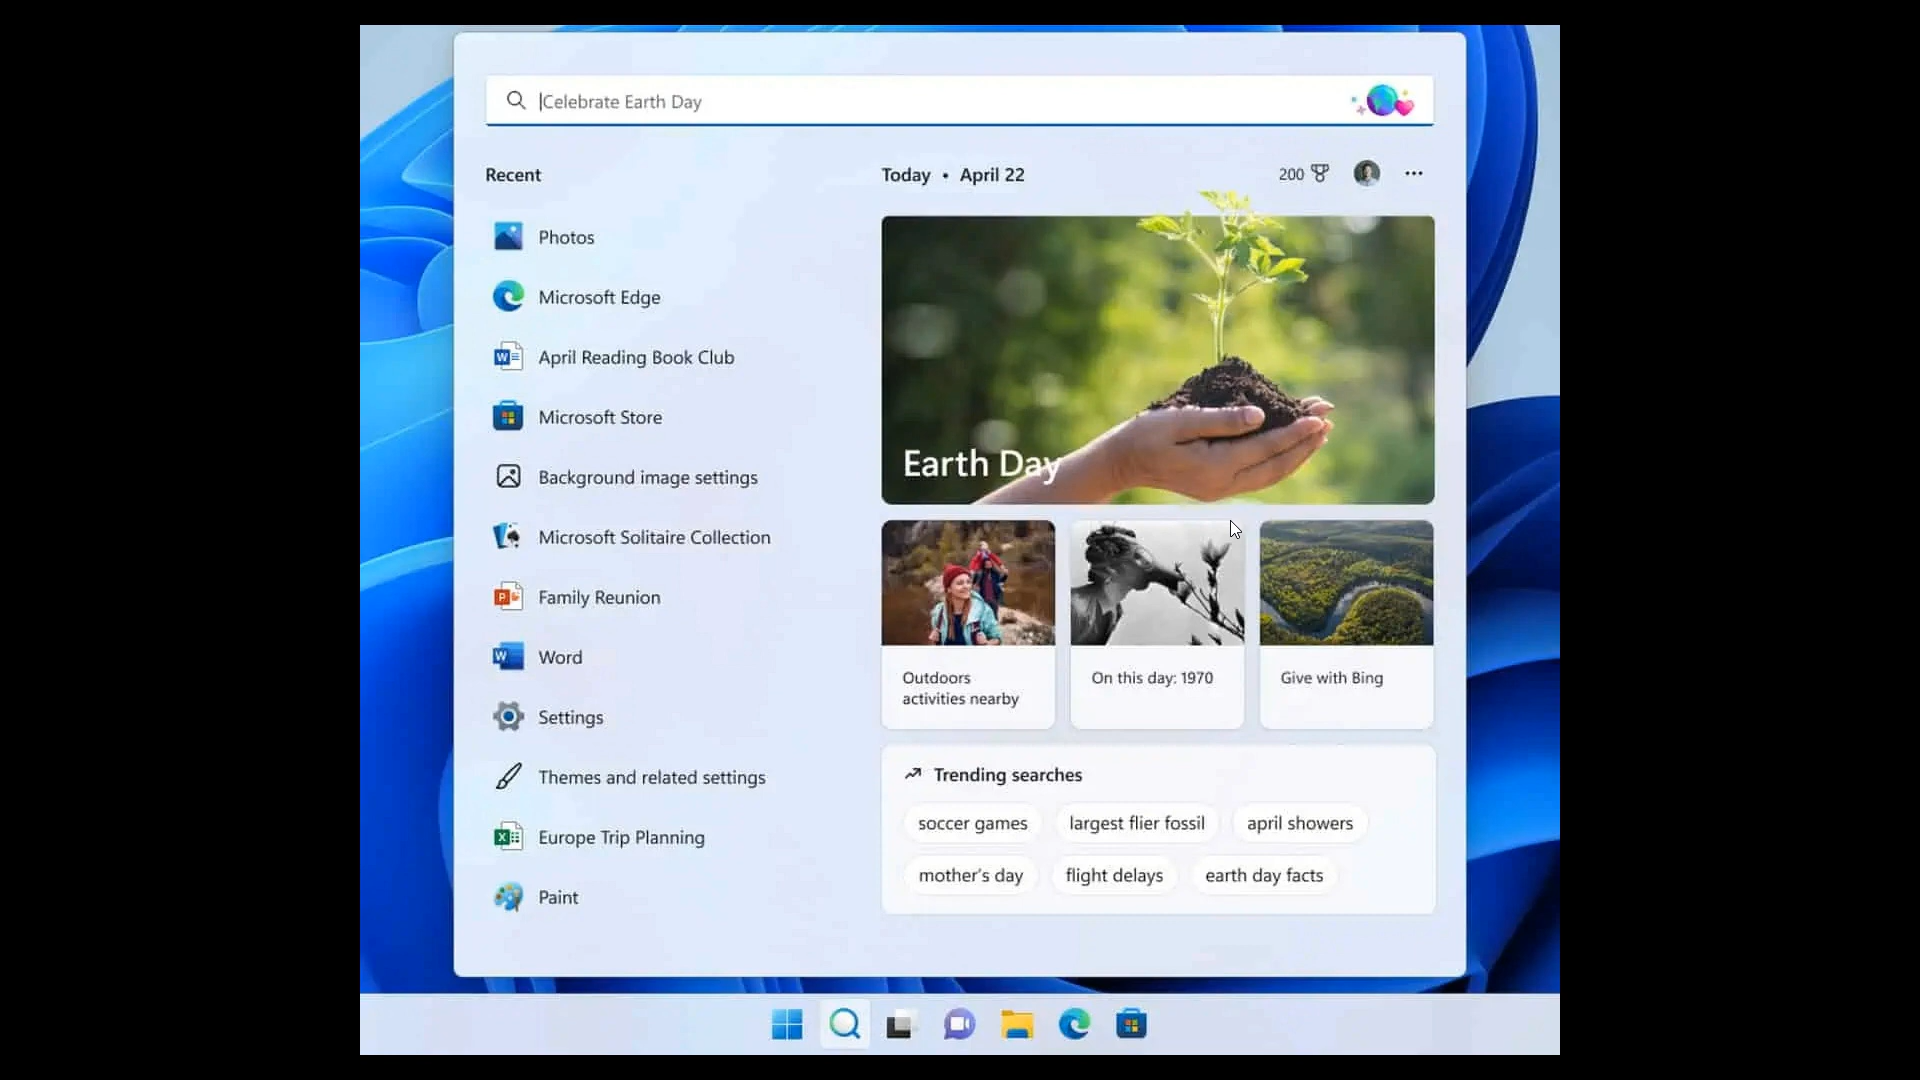 Celebrate Earth Day
Recent
Photos
Microsoft Edge
April Reading Book Club
Microsoft Store
Background image settings
Microsoft Solitaire Collection
Family Reunion
Word
Settings
Themes and related settings
Europe Trip Planning
Paint
Today • April 22
200
Earth Day
Outdoors
activities nearby
On this day: 1970
Give with Bing
Trending searches
soccer games
largest flier fossil
april showers
mother's day
flight delays
earth day facts